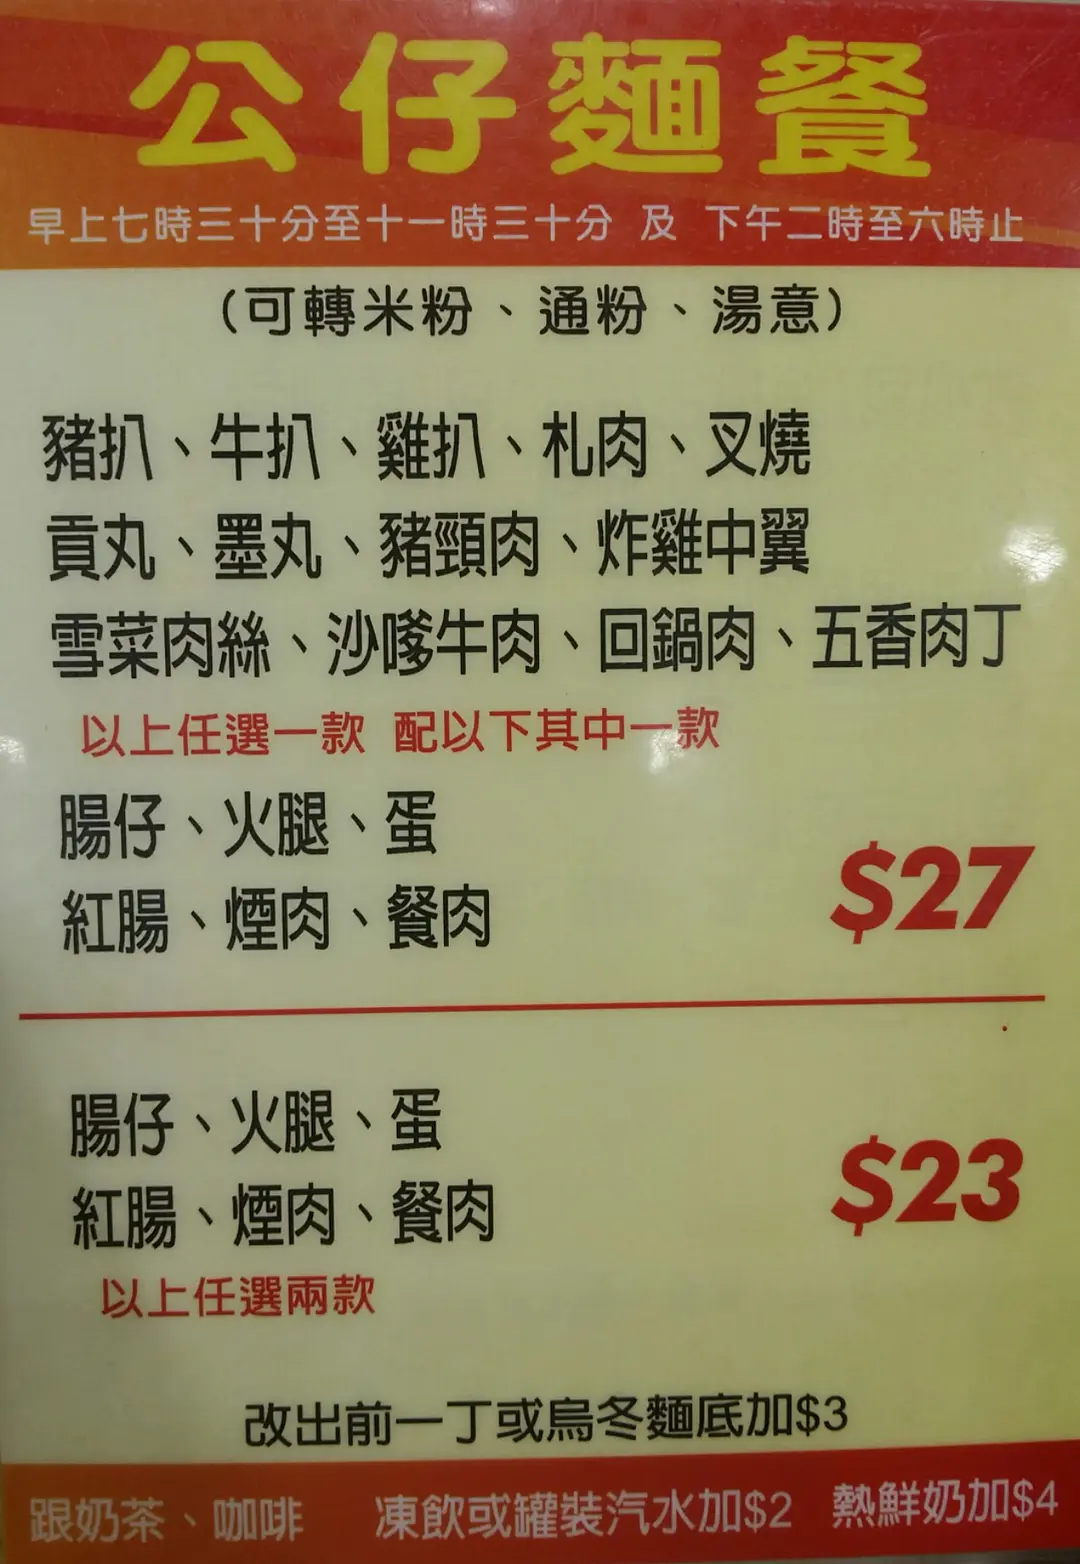 公仔麵餐
早上七時三十分至十一時三十分 及 下午二時至六時止
（可轉米粉、通粉、湯意）
豬扒、牛扒、雞扒、札肉、叉燒
貢丸、墨丸、豬頸肉、炸雞中翼
雪菜肉絲、沙嗲牛肉、回鍋肉、五香肉丁
以上任選一款 配以下其中一款
腸仔、火腿、蛋
紅腸、煙肉、餐肉
$27
腸仔、火腿、蛋
紅腸、煙肉、餐肉
$23
以上任選兩款
改出前一丁或烏冬麵底加$3
跟奶茶、咖啡 凍飲或罐裝汽水加$2 熱鮮奶加$4